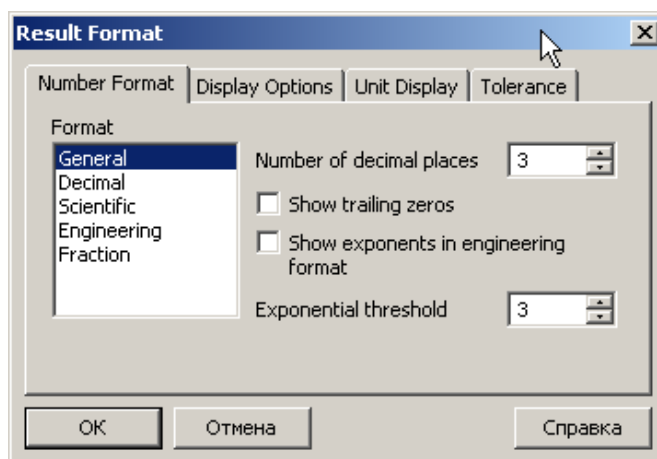 Result Format
Number Format Display Options Unit Display Tolerance
Format
General
Decimal
Scientific
Engineering
Fraction
Number of decimal places 3
Show trailing zeros
Show exponents in engineering
format
Exponential threshold 3
ОК Отмена Справка